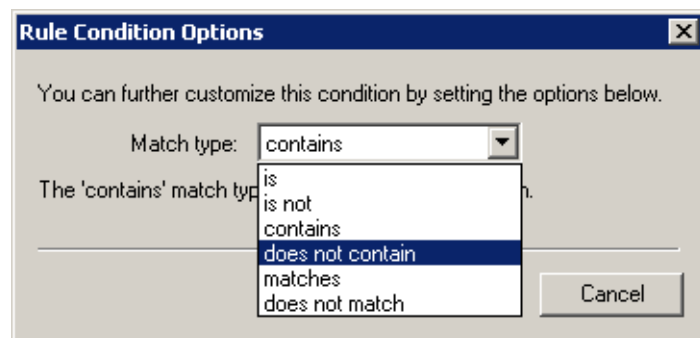 Rule Condition Options
You can further customize this condition by setting the options below.
Match type: contains
is
The 'contains' match typ
is not
contains
does not contain
matches
does not match
Cancel